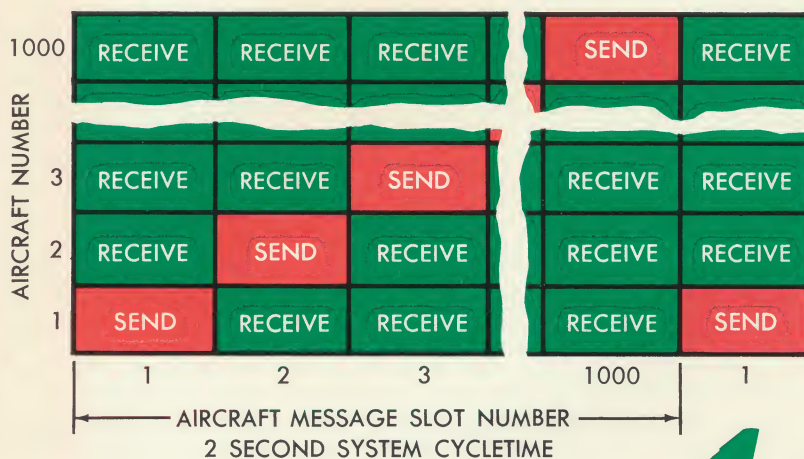 1000 RECEIVE RECEIVE RECEIVE SEND RECEIVE
AIRCRAFT NUMBER
3 RECEIVE RECEIVE SEND RECEIVE RECEIVE
2 RECEIVE SEND RECEIVE RECEIVE RECEIVE
1 SEND RECEIVE RECEIVE RECEIVE SEND
1 2 3 1000 1
AIRCRAFT MESSAGE SLOT NUMBER
2 SECOND SYSTEM CYCLETIME